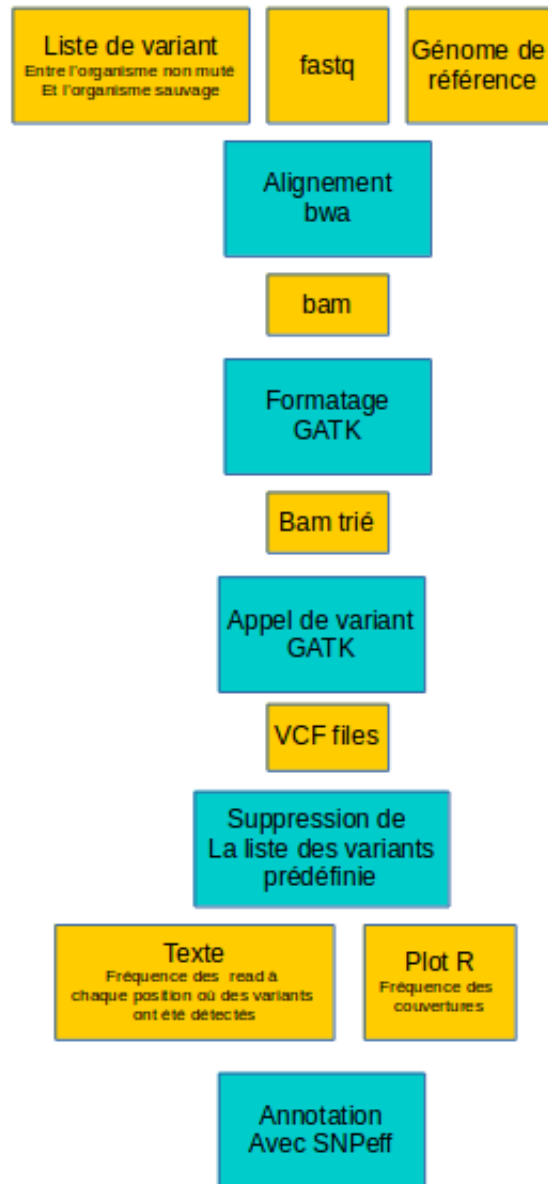 Liste de variant
Entre l'organisme non muté
Et l'organisme sauvage
fastq
Génome de
référence
Alignement
bwa
bam
Formatage
GATK
Bam trié
Appel de variant
GATK
VCF files
Suppression de
La liste des variants
prédéfinie
Texte
Fréquence des read à
chaque position où des variants
ont été détectés
Plot R
Fréquence des
couvertures
Annotation
Avec SNPeff